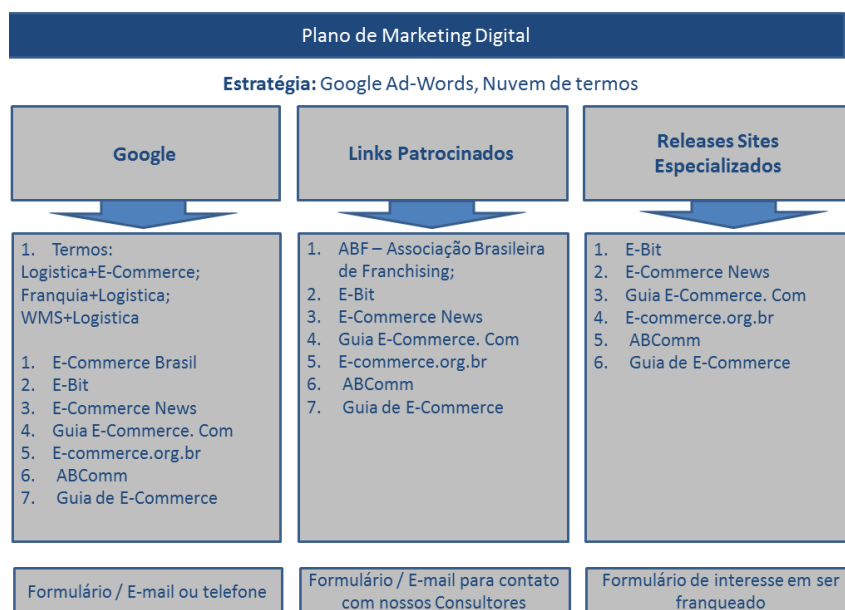 Plano de Marketing Digital
Estratégia: Google Ad-Words, Nuvem de termos
Google
1. Termos:
Logistica+E-Commerce;
Franquia+Logistica;
WMS+Logistica
1. E-Commerce Brasil
2. E-Bit
3. E-Commerce News
4. Guia E-Commerce. Com
5. E-commerce.org.br
6. ABComm
7. Guia de E-Commerce
Formulário / E-mail ou telefone
Links Patrocinados
1. ABF – Associação Brasileira
de Franchising;
2. E-Bit
3. E-Commerce News
4. Guia E-Commerce. Com
5. E-commerce.org.br
6. ABComm
7. Guia de E-Commerce
Formulário / E-mail para contato
com nossos Consultores
Releases Sites
Especializados
1. E-Bit
2. E-Commerce News
3. Guia E-Commerce. Com
4. E-commerce.org.br
5. ABComm
6. Guia de E-Commerce
Formulário de interesse em ser
franqueado